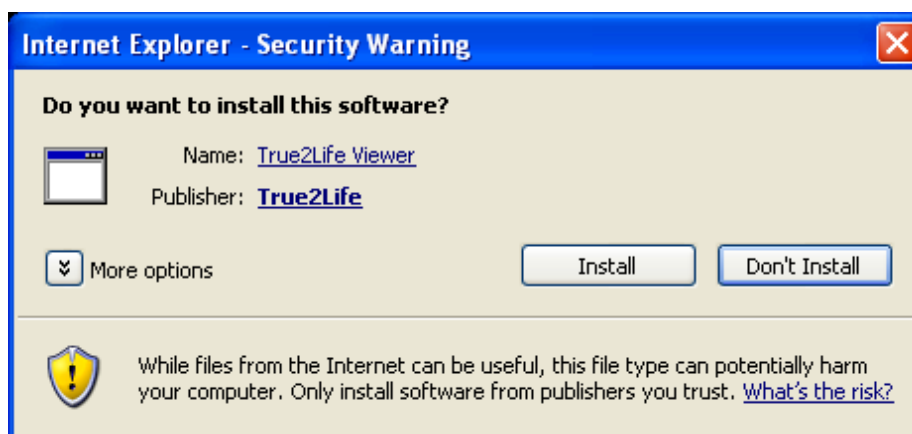 Internet Explorer - Security Warning
Do you want to install this software?
Name: True2Life Viewer
Publisher: True2Life
More options
Install
Don't Install
While files from the Internet can be useful, this file type can potentially harm
your computer. Only install software from publishers you trust. What's the risk?